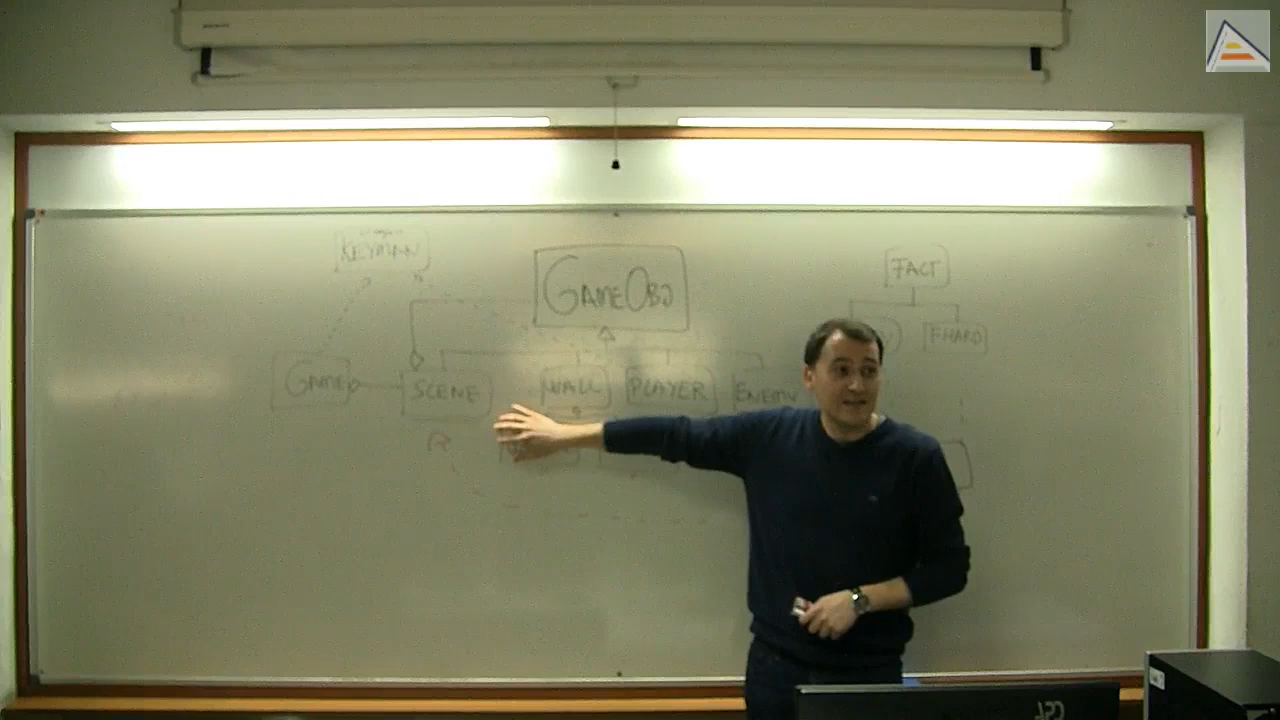 KEYMAN
GAMEOBJ
FACT
FHARD
GAME
SCENE
WALL
PLAYER
ENEMY
R